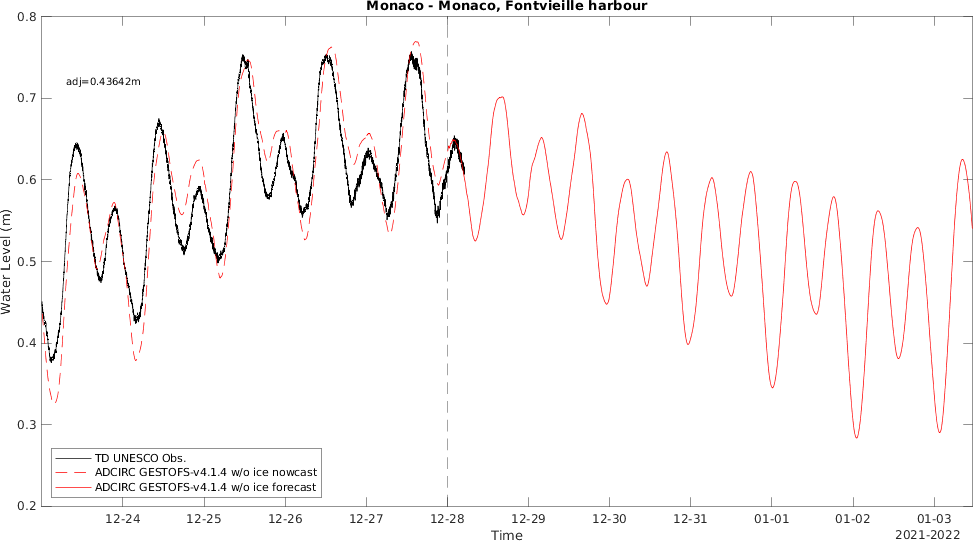 Monaco - Monaco, Fontvieille harbour
0.8
0.7
0.6
0.5
0.4
0.3
0.2
Water Level (m)
adj=0.43642m
TD UNESCO Obs.
ADCIRC GESTOFS-v4.1.4 w/o ice nowcast
ADCIRC GESTOFS-v4.1.4 w/o ice forecast
12-24 12-25 12-26 12-27 12-28 12-29 12-30 12-31 01-01 01-02 01-03
Time
2021-2022